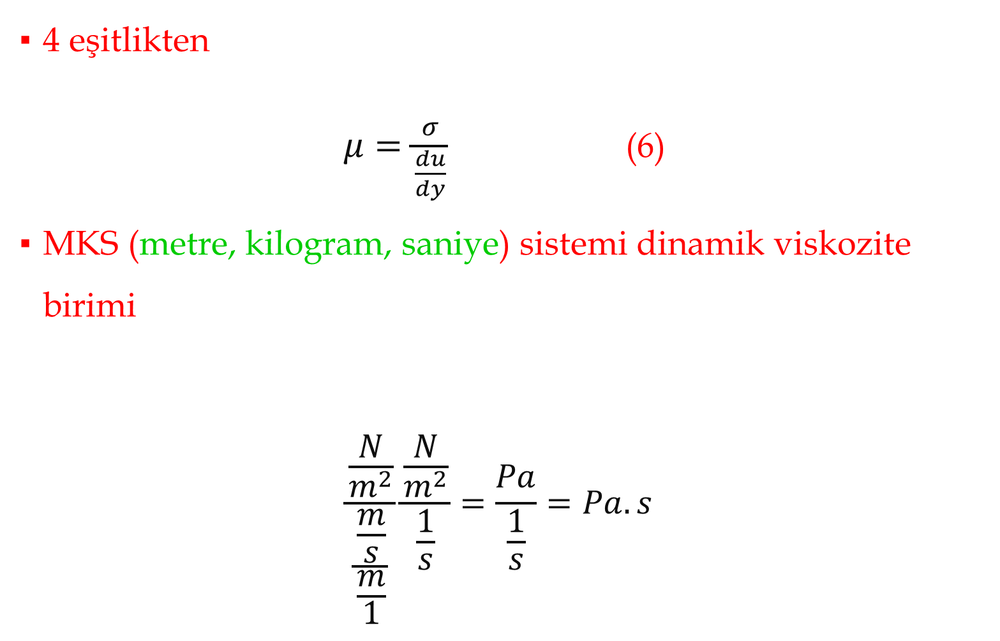 ▪ 4 eşitlikten
μ = σ / (du/dy) (6)
▪ MKS (metre, kilogram, saniye) sistemi dinamik viskozite
birimi
((N/m²) / ((m/s) / (m/1))) ((N/m²) / (1/s)) = Pa / (1/s) = Pa.s